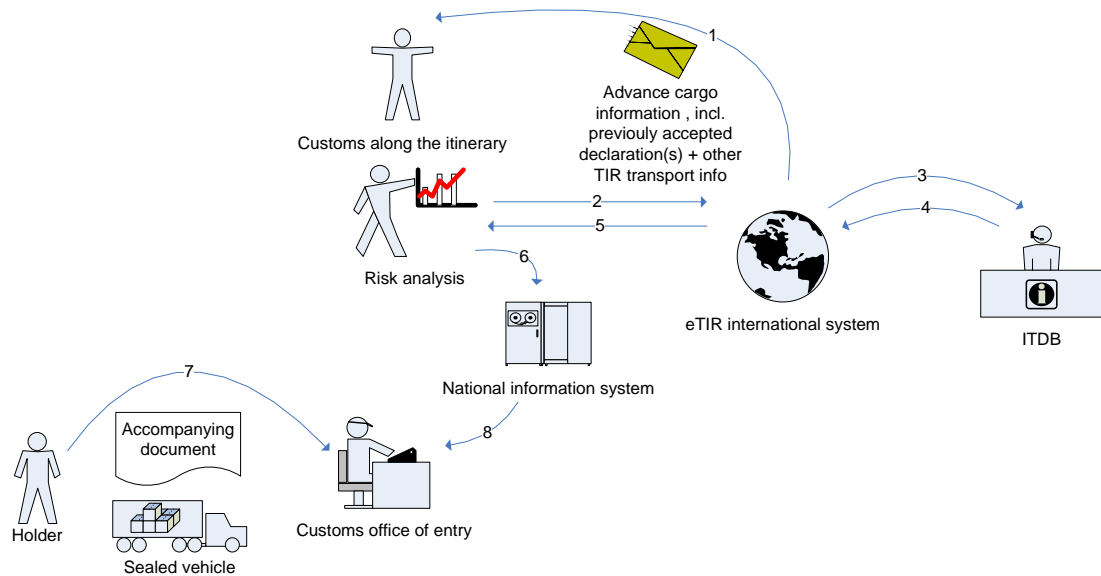 1
Advance cargo
information , incl.
previouly accepted
declaration(s) + other
TIR transport info
Customs along the itinerary
2
3
4
5
Risk analysis
6
eTIR international system
i
ITDB
National information system
7
8
Accompanying
document
Holder
Sealed vehicle
Customs office of entry